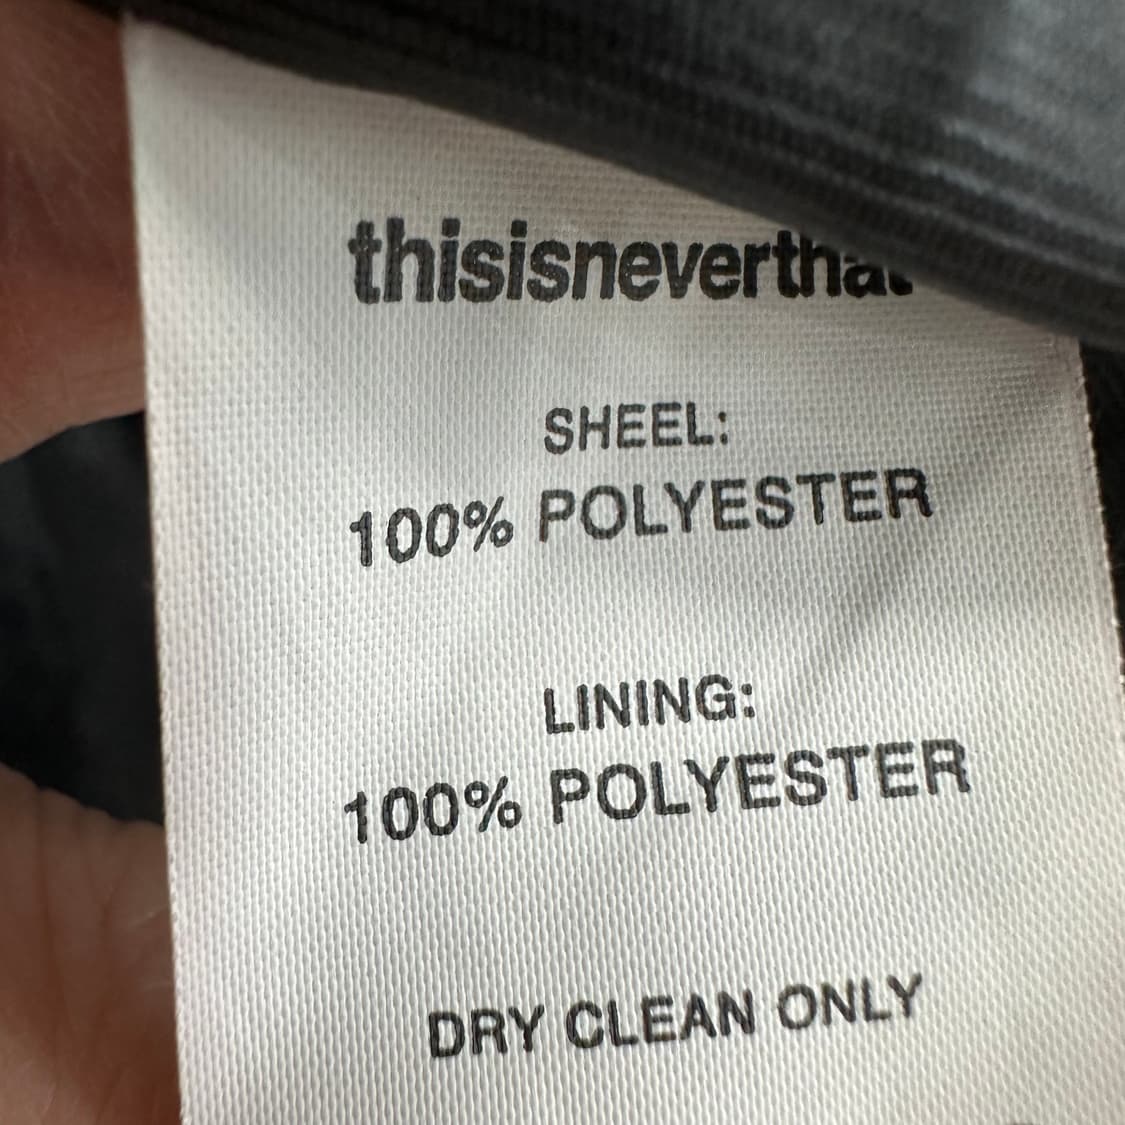 thisisneverthat
SHEEL:
100% POLYESTER
LINING:
100% POLYESTER
DRY CLEAN ONLY